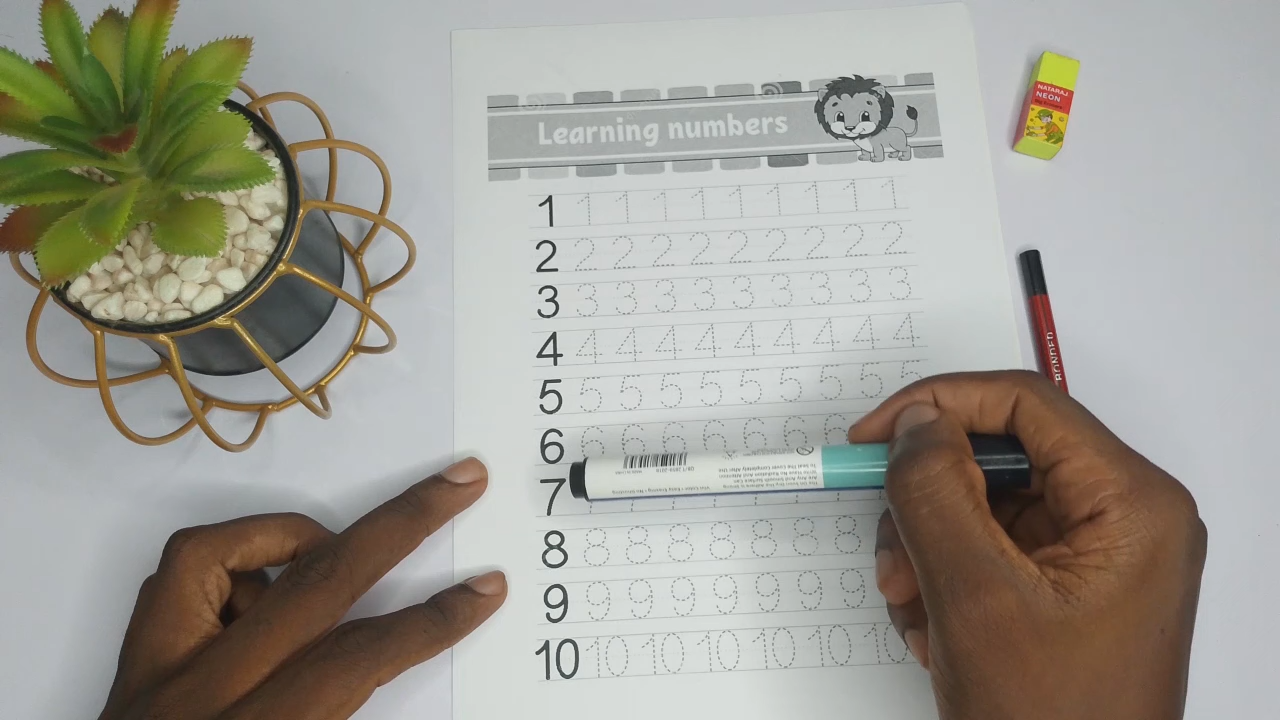 Learning numbers
NATARAJ
NEON
1 1 1 1 1 1 1 1 1 1
2 2 2 2 2 2 2 2 2 2
3 3 3 3 3 3 3 3 3 3
4 4 4 4 4 4 4 4 4 4
5 5 5 5 5 5 5 5 5 5
BONDED
6 6 6 6 6 6 6 6
7
8 8 8 8 8 8 8 8
9 9 9 9 9 9 9 9
10 10 10 10 10 10 10